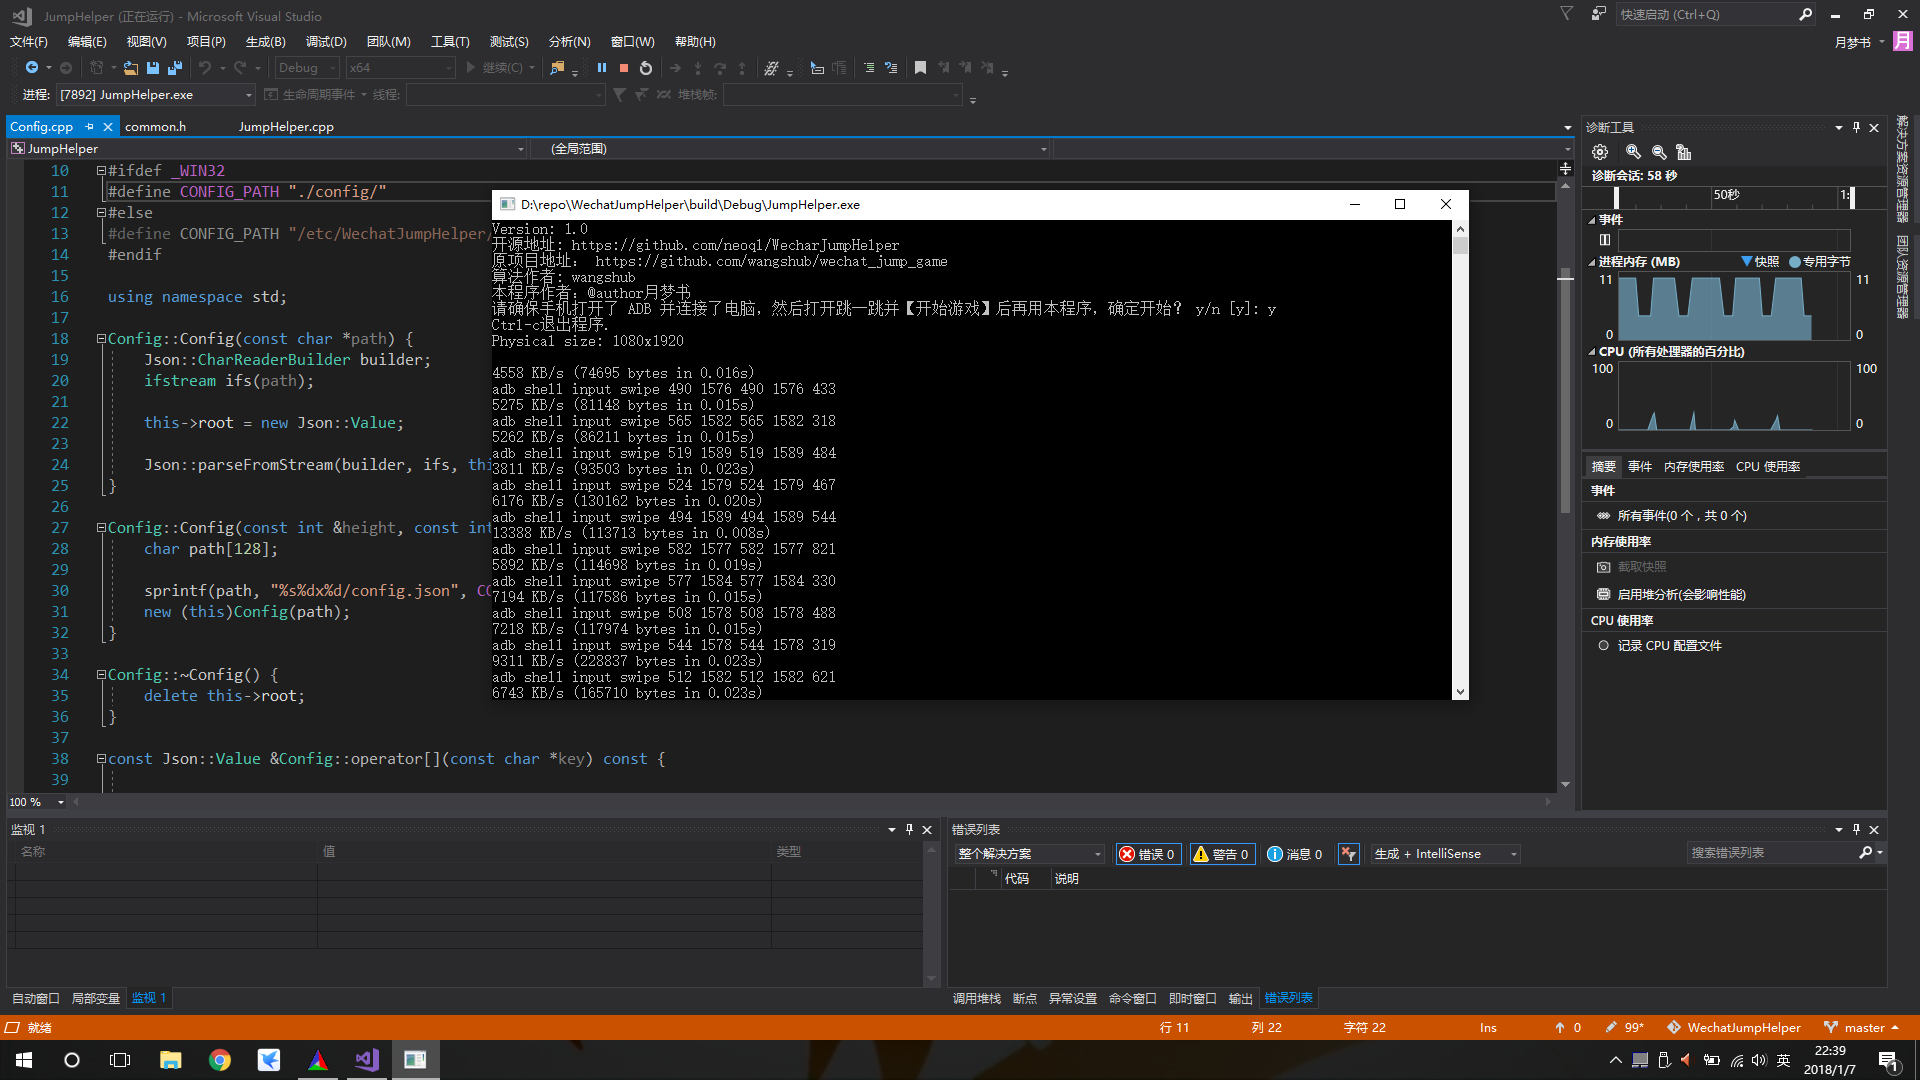 JumpHelper (正在运行) - Microsoft Visual Studio
快速启动 (Ctrl+Q)
文件(F) 编辑(E) 视图(V) 项目(P) 生成(B) 调试(D) 团队(M) 工具(T) 测试(S) 分析(N) 窗口(W) 帮助(H)
月梦书 月
Debug x64 继续(C)
进程: [7892] JumpHelper.exe 生命周期事件 线程: 堆栈帧:
Config.cpp common.h JumpHelper.cpp
JumpHelper (全局范围)
10 #ifdef _WIN32
11 #define CONFIG_PATH "./config/"
12 #else
13 #define CONFIG_PATH "/etc/WechatJumpHelper/
14 #endif
15
16 using namespace std;
17
18 Config::Config(const char *path) {
19 Json::CharReaderBuilder builder;
20 ifstream ifs(path);
21
22 this->root = new Json::Value;
23
24 Json::parseFromStream(builder, ifs, thi
25 }
26
27 Config::Config(const int &height, const int
28 char path[128];
29
30 sprintf(path, "%s%dx%d/config.json", CO
31 new (this)Config(path);
32 }
33
34 Config::~Config() {
35 delete this->root;
36 }
37
38 const Json::Value &Config::operator[](const char *key) const {
39
100 %
D:\repo\WechatJumpHelper\build\Debug\JumpHelper.exe
Version: 1.0
开源地址: https://github.com/neoql/WecharJumpHelper
原项目地址: https://github.com/wangshub/wechat_jump_game
算法作者: wangshub
本程序作者: @author月梦书
请确保手机打开了 ADB 并连接了电脑，然后打开跳一跳并【开始游戏】后再用本程序，确定开始？ y/n [y]: y
Ctrl-c退出程序.
Physical size: 1080x1920
4558 KB/s (74695 bytes in 0.016s)
adb shell input swipe 490 1576 490 1576 433
5275 KB/s (81148 bytes in 0.015s)
adb shell input swipe 565 1582 565 1582 318
5262 KB/s (86211 bytes in 0.015s)
adb shell input swipe 519 1589 519 1589 484
3811 KB/s (93503 bytes in 0.023s)
adb shell input swipe 524 1579 524 1579 467
6176 KB/s (130162 bytes in 0.020s)
adb shell input swipe 494 1589 494 1589 544
13388 KB/s (113713 bytes in 0.008s)
adb shell input swipe 582 1577 582 1577 821
5892 KB/s (114698 bytes in 0.019s)
adb shell input swipe 577 1584 577 1584 330
7194 KB/s (117586 bytes in 0.015s)
adb shell input swipe 508 1578 508 1578 488
7218 KB/s (117974 bytes in 0.015s)
adb shell input swipe 544 1578 544 1578 319
9311 KB/s (228837 bytes in 0.023s)
adb shell input swipe 512 1582 512 1582 621
6743 KB/s (165710 bytes in 0.023s)
诊断工具
诊断会话: 58 秒
50秒 1:
事件
进程内存 (MB) 快照 专用字节
11 11
0 0
CPU (所有处理器的百分比)
100 100
0 0
摘要 事件 内存使用率 CPU 使用率
事件
所有事件(0 个，共 0 个)
内存使用率
截取快照
启用堆分析(会影响性能)
CPU 使用率
记录 CPU 配置文件
解决方案资源管理器
团队资源管理器
监视 1
名称 值 类型
自动窗口 局部变量 监视 1
错误列表
整个解决方案 错误 0 警告 0 消息 0 生成 + IntelliSense 搜索错误列表
代码 说明
调用堆栈 断点 异常设置 命令窗口 即时窗口 输出 错误列表
就绪 行 11 列 22 字符 22 Ins 0 99* WechatJumpHelper master
英 22:39
2018/1/7 1